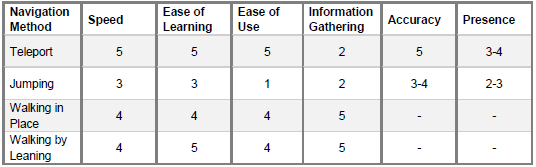 Navigation Method Speed Ease of Learning Ease of Use Information Gathering Accuracy Presence
Teleport 5 5 5 2 5 3-4
Jumping 3 3 1 2 3-4 2-3
Walking in Place 4 4 4 5 - -
Walking by Leaning 4 5 4 5 - -